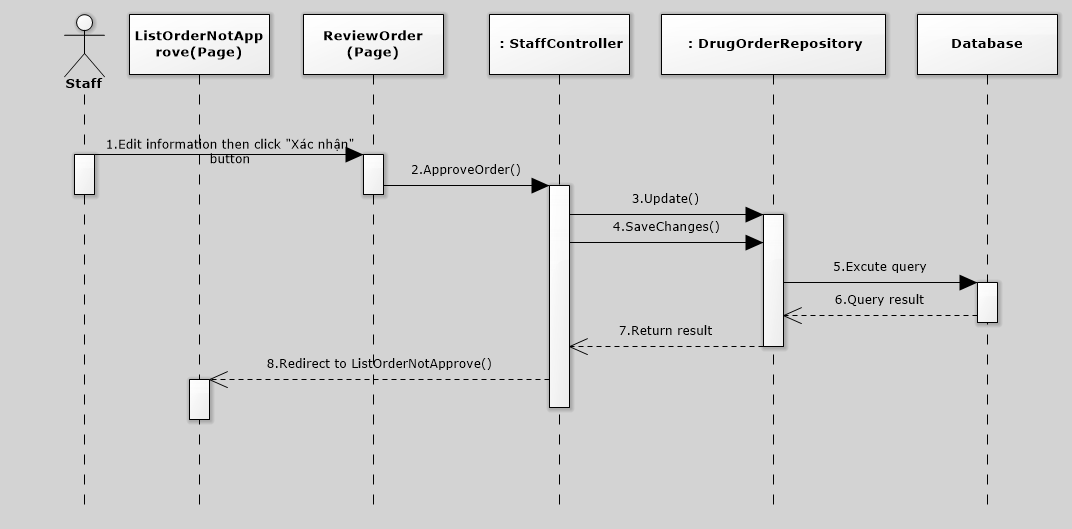 ListOrderNotApp
rove(Page)
ReviewOrder
(Page)
: StaffController
: DrugOrderRepository
Database
Staff
1.Edit information then click "Xác nhận"
button
2.ApproveOrder()
3.Update()
4.SaveChanges()
5.Excute query
6.Query result
7.Return result
8.Redirect to ListOrderNotApprove()